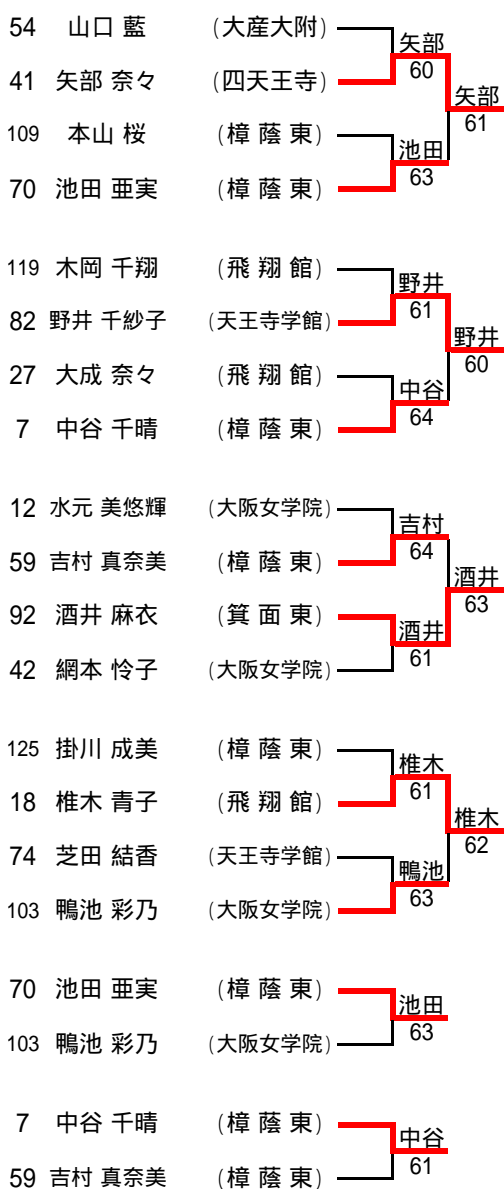 54 山口 藍 (大産大附)
矢部
60
41 矢部 奈々 (四天王寺)
矢部
61
109 本山 桜 (樟 蔭 東)
池田
63
70 池田 亜実 (樟 蔭 東)
119 木岡 千翔 (飛 翔 館)
野井
61
82 野井 千紗子 (天王寺学館)
野井
60
27 大成 奈々 (飛 翔 館)
中谷
64
7 中谷 千晴 (樟 蔭 東)
12 水元 美悠輝 (大阪女学院)
吉村
64
59 吉村 真奈美 (樟 蔭 東)
酒井
63
92 酒井 麻衣 (箕 面 東)
酒井
61
42 網本 怜子 (大阪女学院)
125 掛川 成美 (樟 蔭 東)
椎木
61
18 椎木 青子 (飛 翔 館)
椎木
62
74 芝田 結香 (天王寺学館)
鴨池
63
103 鴨池 彩乃 (大阪女学院)
70 池田 亜実 (樟 蔭 東)
池田
63
103 鴨池 彩乃 (大阪女学院)
7 中谷 千晴 (樟 蔭 東)
中谷
61
59 吉村 真奈美 (樟 蔭 東)